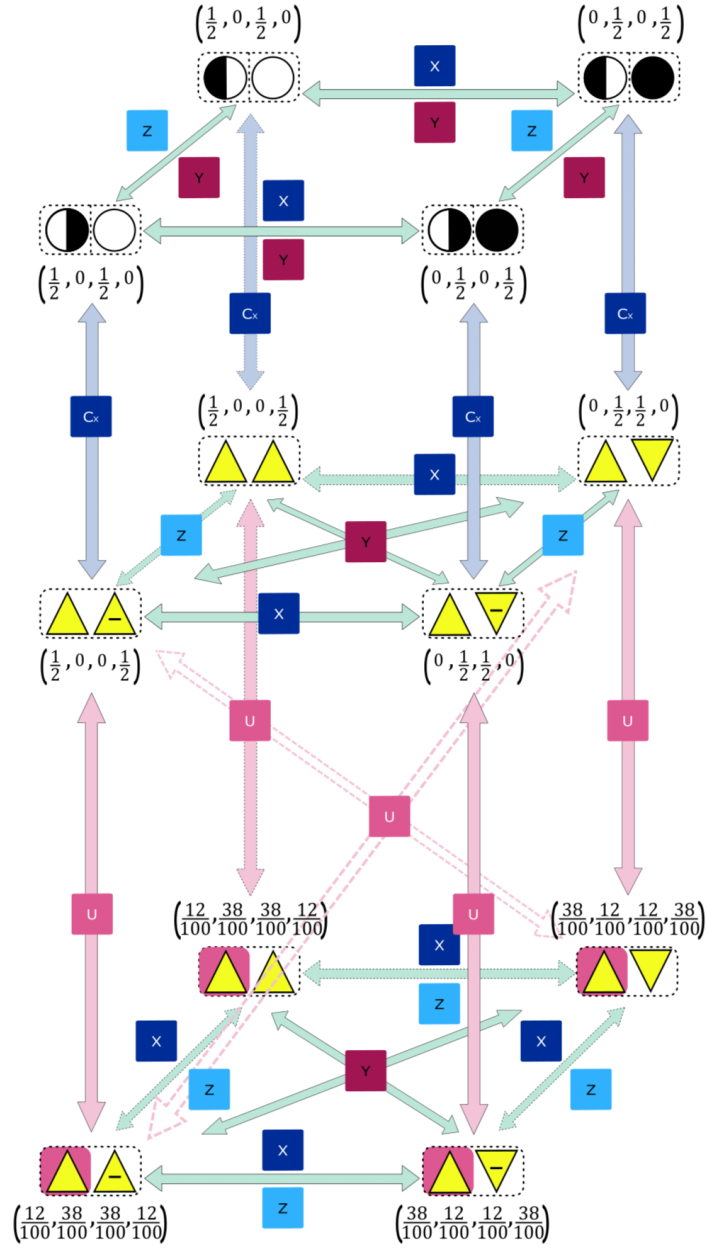 (1/2, 0, 1/2, 0) (0, 1/2, 0, 1/2)
X
Z Y Z
Y Y
X
Y
(1/2, 0, 1/2, 0) (0, 1/2, 0, 1/2)
Cx Cx
Cx Cx
(1/2, 0, 0, 1/2) (0, 1/2, 1/2, 0)
X
Z Y Z
− X −
(1/2, 0, 0, 1/2) (0, 1/2, 1/2, 0)
U U
U
U U
(12/100, 38/100, 38/100, 12/100) (38/100, 12/100, 12/100, 38/100)
X
Z
X X
Y
Z Z
X
− −
Z
(12/100, 38/100, 38/100, 12/100) (38/100, 12/100, 12/100, 38/100)